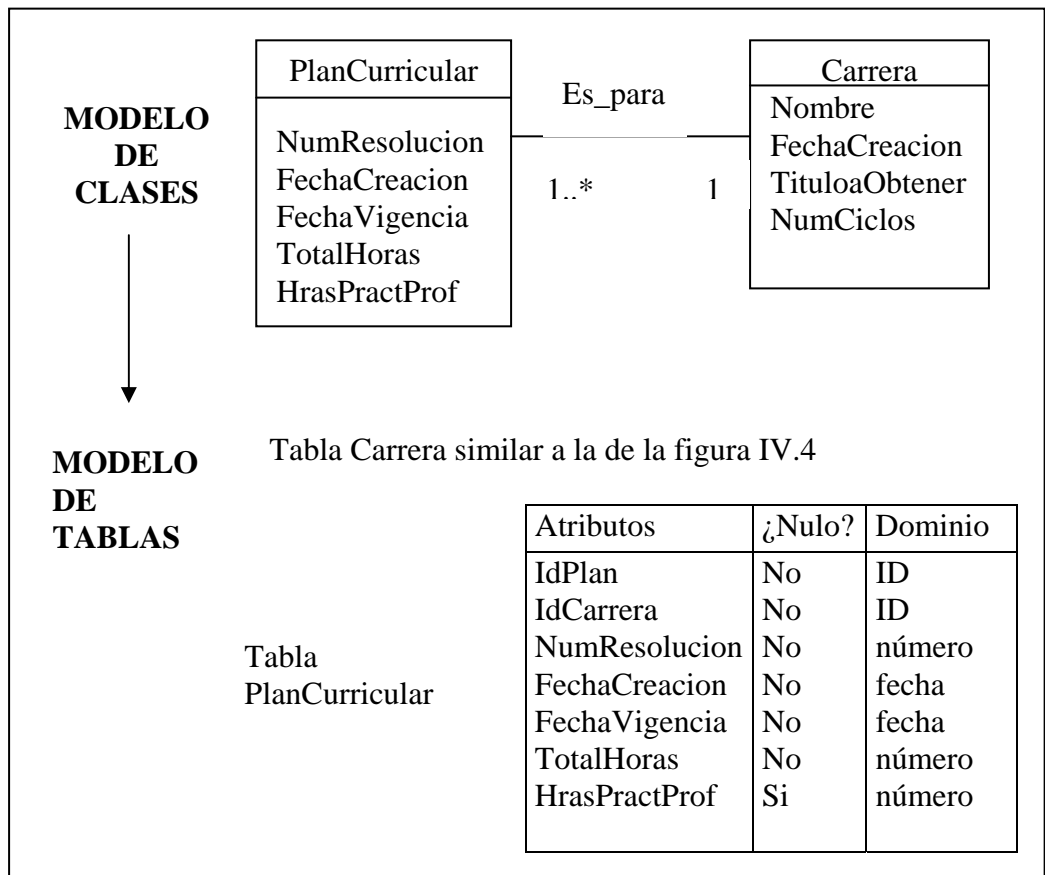 MODELO
DE
CLASES
PlanCurricular
NumResolucion
FechaCreacion
FechaVigencia
TotalHoras
HrasPractProf
Es_para
1..*
1
Carrera
Nombre
FechaCreacion
TituloaObtener
NumCiclos
MODELO
DE
TABLAS
Tabla Carrera similar a la de la figura IV.4
Tabla
PlanCurricular
Atributos ¿Nulo? Dominio
IdPlan No ID
IdCarrera No ID
NumResolucion No número
FechaCreacion No fecha
FechaVigencia No fecha
TotalHoras No número
HrasPractProf Si número